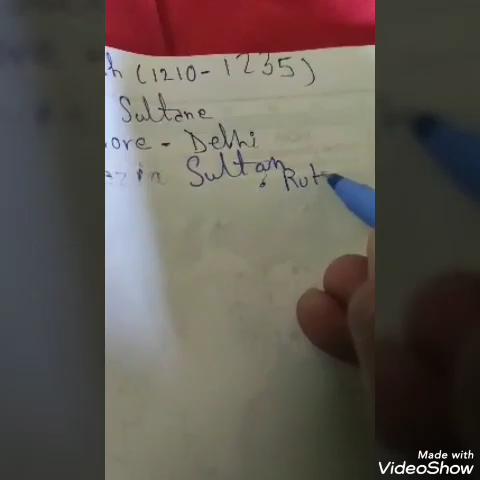 h (1210-1235)
Sultane
ore - Delhi
Sultan Rut
Made with
VideoShow